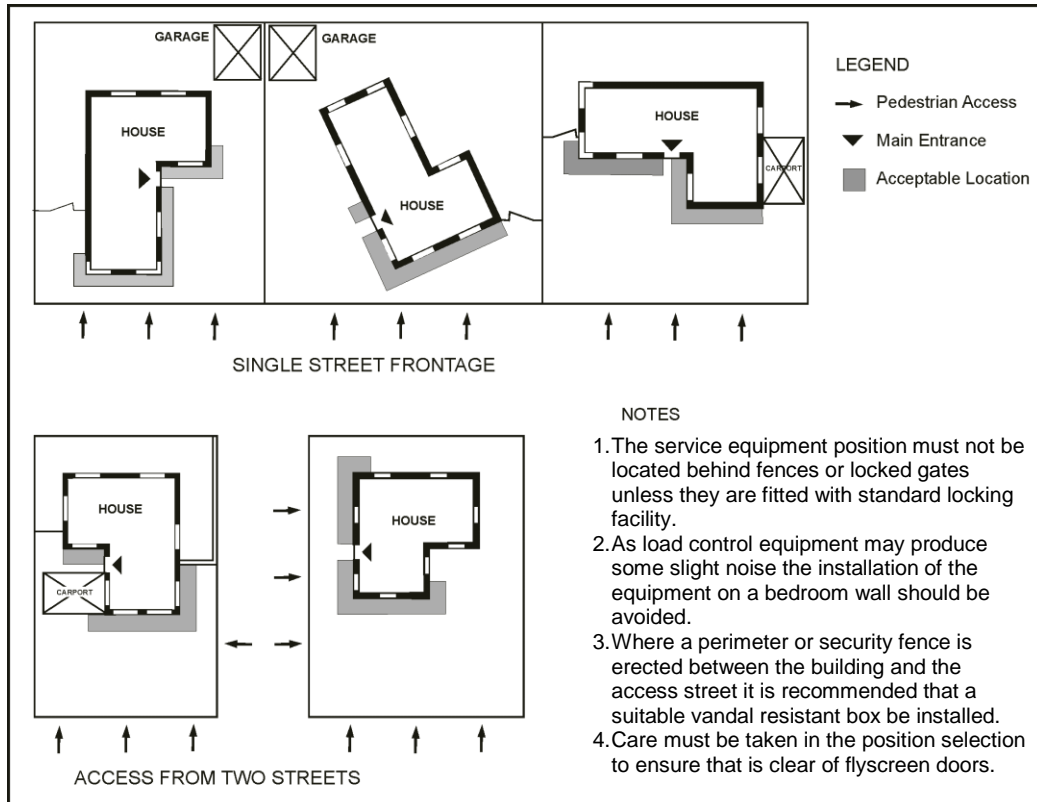 GARAGE
GARAGE
HOUSE
HOUSE
HOUSE
CARPORT
LEGEND
Pedestrian Access
Main Entrance
Acceptable Location
SINGLE STREET FRONTAGE
HOUSE
CARPORT
HOUSE
ACCESS FROM TWO STREETS
NOTES
1.The service equipment position must not be
located behind fences or locked gates
unless they are fitted with standard locking
facility.
2.As load control equipment may produce
some slight noise the installation of the
equipment on a bedroom wall should be
avoided.
3.Where a perimeter or security fence is
erected between the building and the
access street it is recommended that a
suitable vandal resistant box be installed.
4.Care must be taken in the position selection
to ensure that is clear of flyscreen doors.